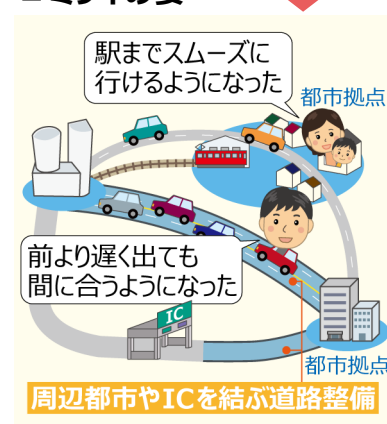 駅までスムーズに
行けるようになった
都市拠点
前より遅く出ても
間に合うようになった
IC
都市拠点
周辺都市やICを結ぶ道路整備